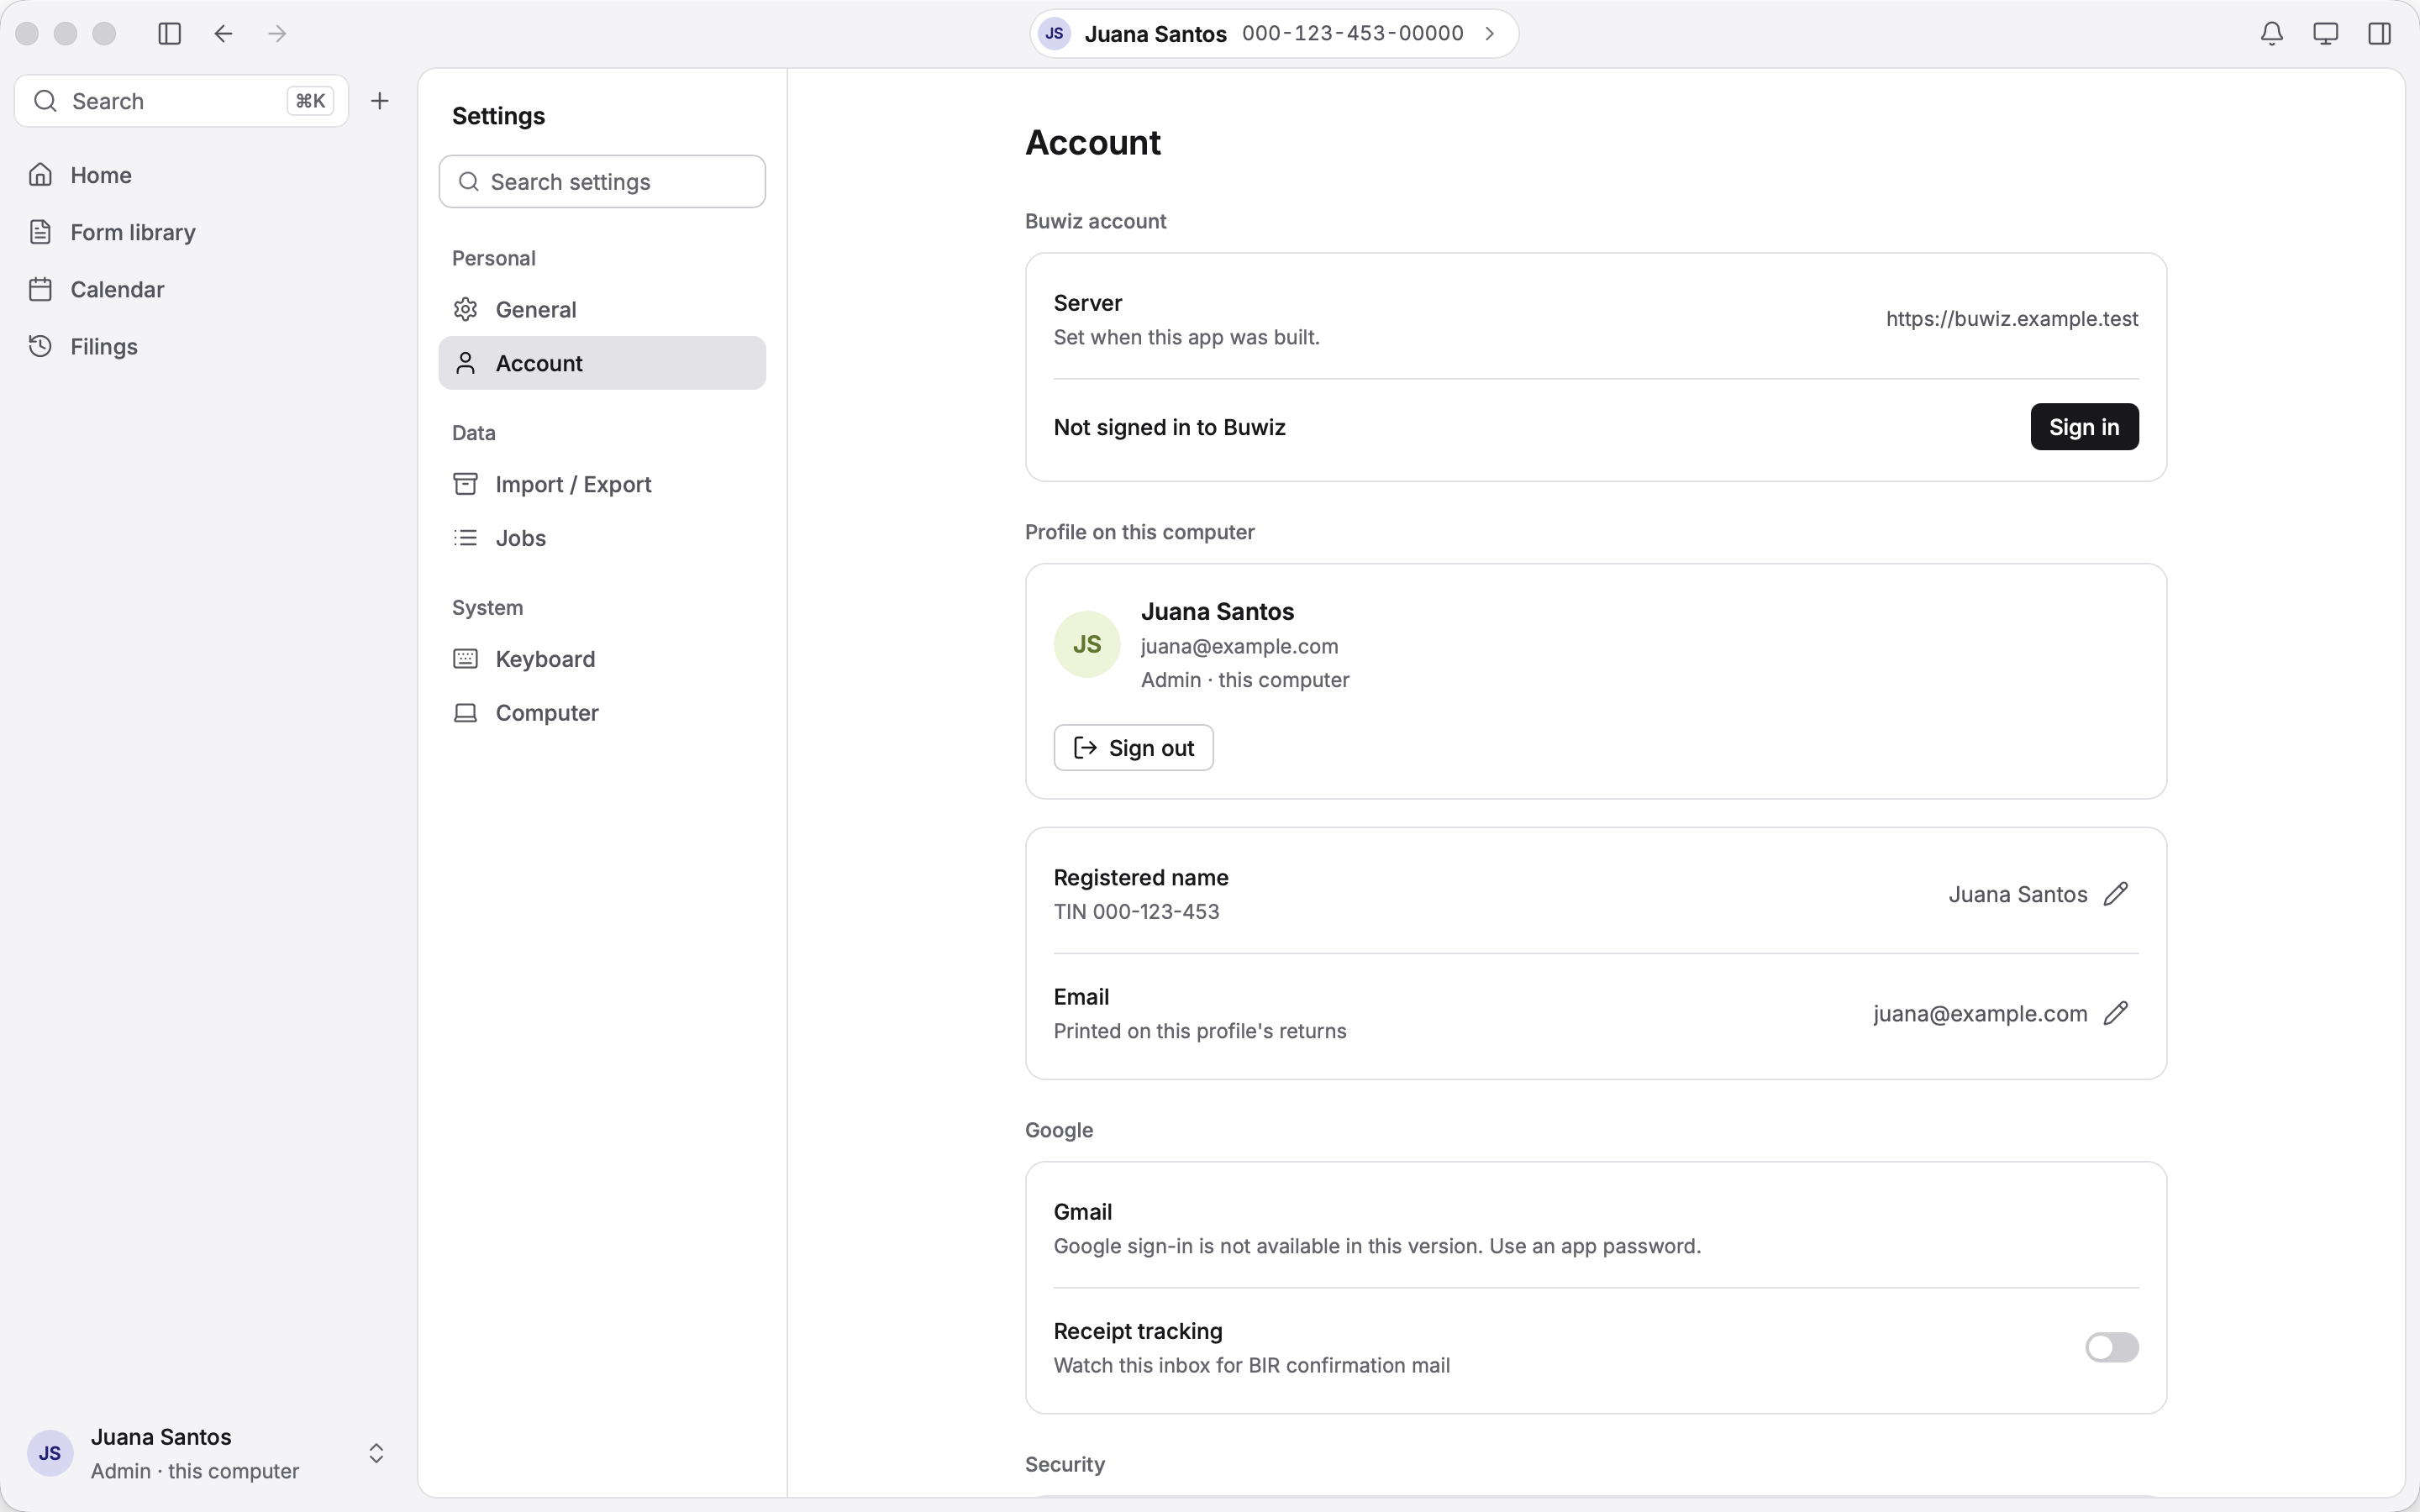 JS Juana Santos 000-123-453-00000
Search ⌘K
Home
Form library
Calendar
Filings
Juana Santos
JS
Admin · this computer
Settings
Search settings
Personal
General
Account
Data
Import / Export
Jobs
System
Keyboard
Computer
Account
Buwiz account
Server
Set when this app was built.
https://buwiz.example.test
Not signed in to Buwiz
Sign in
Profile on this computer
JS
Juana Santos
juana@example.com
Admin · this computer
Sign out
Registered name
TIN 000-123-453
Juana Santos
Email
Printed on this profile's returns
juana@example.com
Google
Gmail
Google sign-in is not available in this version. Use an app password.
Receipt tracking
Watch this inbox for BIR confirmation mail
Security